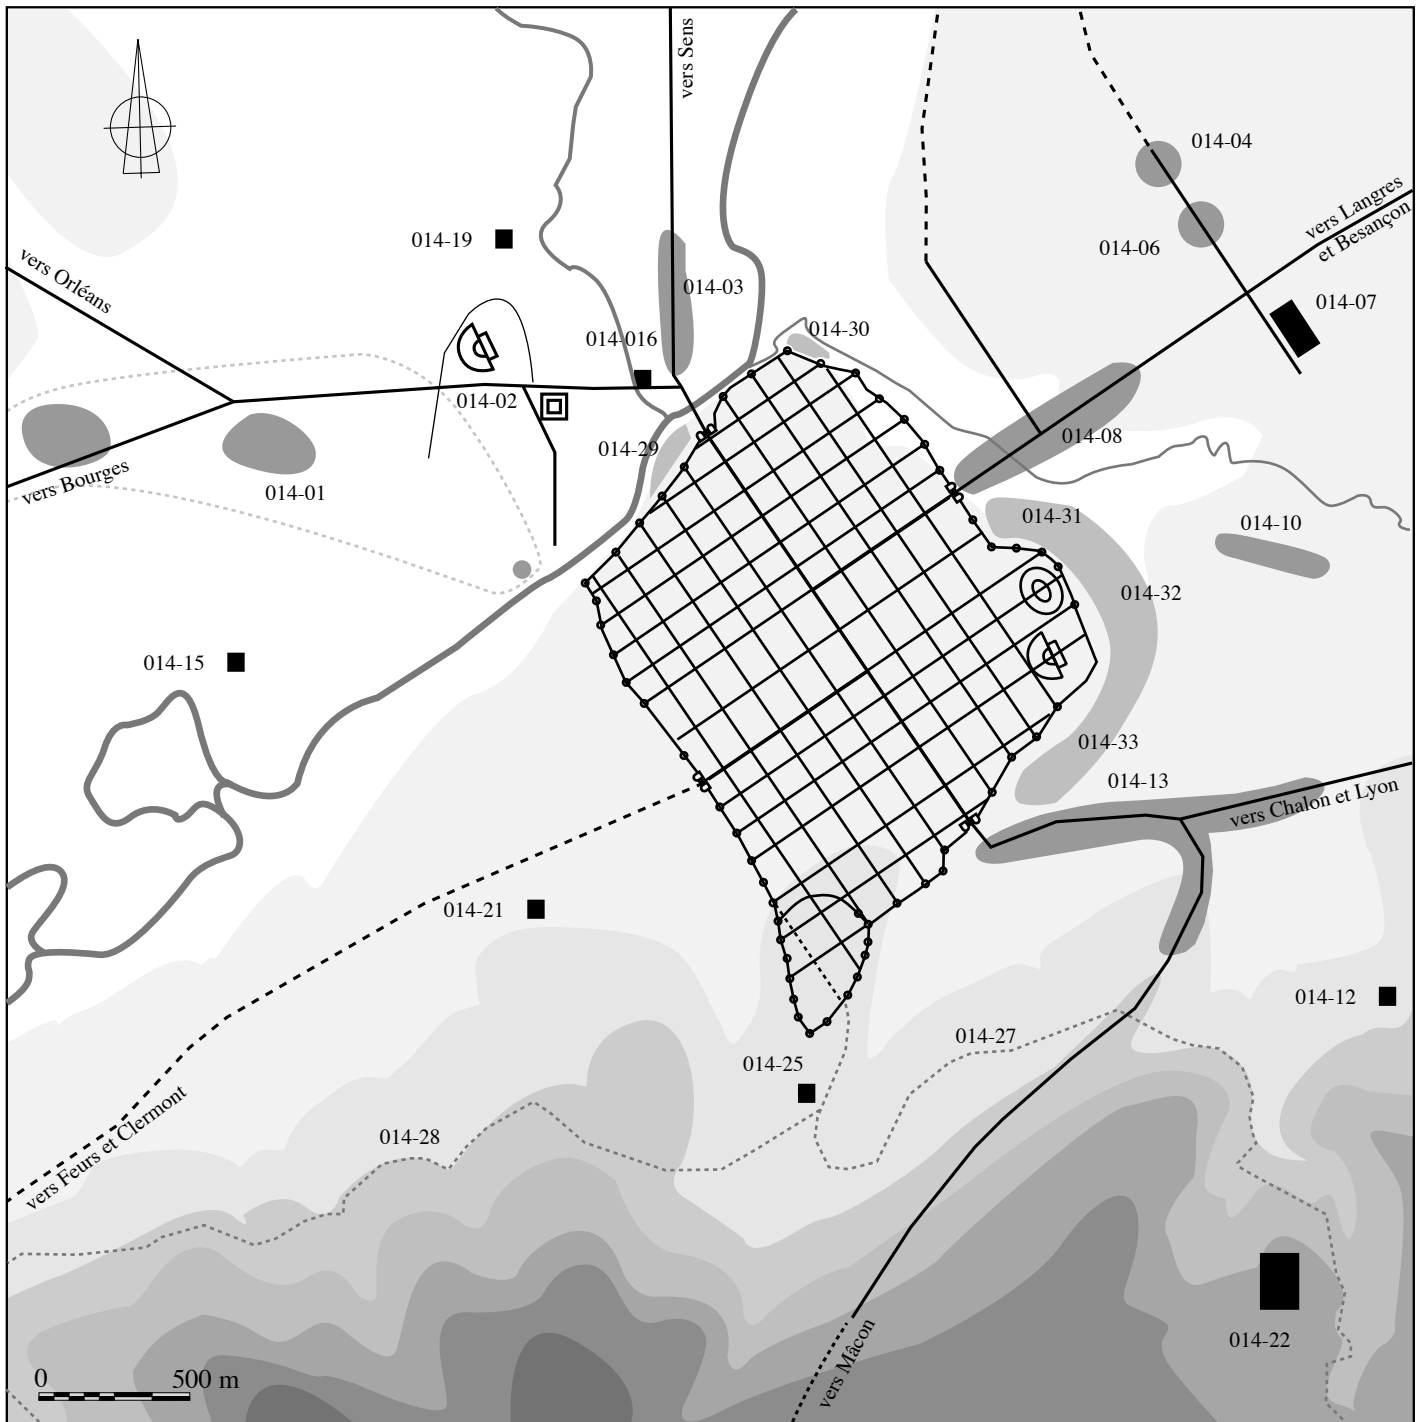 vers Sens
014-04
vers Langres
et Besançon
014-06
014-19
vers Orléans
014-03
014-07
014-30
014-016
014-02
014-08
014-29
vers Bourges
014-01
014-31
014-10
014-32
014-15
014-33
014-13
vers Chalon et Lyon
014-21
014-12
014-27
014-25
vers Feurs et Clermont
014-28
014-22
vers Mâcon
0 500 m